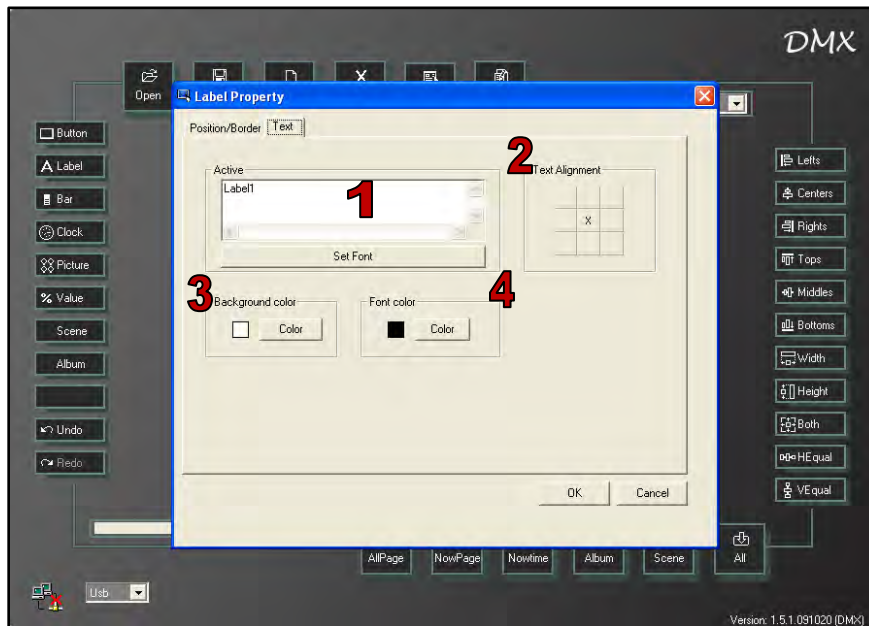 DMX
Open
Label Property
Position/Border Text
Button
Label
Bar
Clock
Picture
% Value
Scene
Album
Undo
Redo
Active
Label1
1
Set Font
2
Text Alignment
X
3
Background color
Color
Font color
4
Color
OK Cancel
Lefts
Centers
Rights
Tops
Middles
Bottoms
Width
Height
Both
HEqual
VEqual
AllPage NowPage Nowtime Album Scene All
Usb
Version: 1.5.1.091020 (DMX)